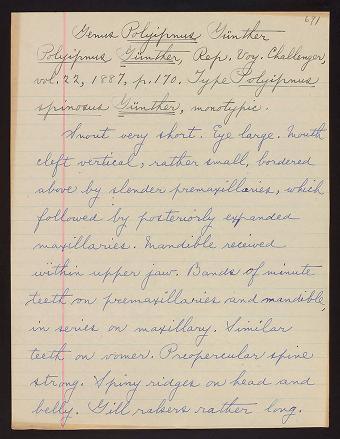 691
Genus Polyipnus Günther
Polyipnus Günther, Rep. Voy. Challenger,
vol. 22, 1887, p. 170. Type Polyipnus
spinosus Günther, monotypic.
Snout very short. Eye large. Mouth
cleft vertical, rather small, bordered
above by slender premaxillaries, which
followed by posteriorly expanded
maxillaries. Mandible received
within upper jaw. Bands of minute
teeth on premaxillaries and mandible,
in series on maxillary. Similar
teeth on vomer. Preopercular spine
strong. Spiny ridges on head and
belly. Gill rakers rather long.